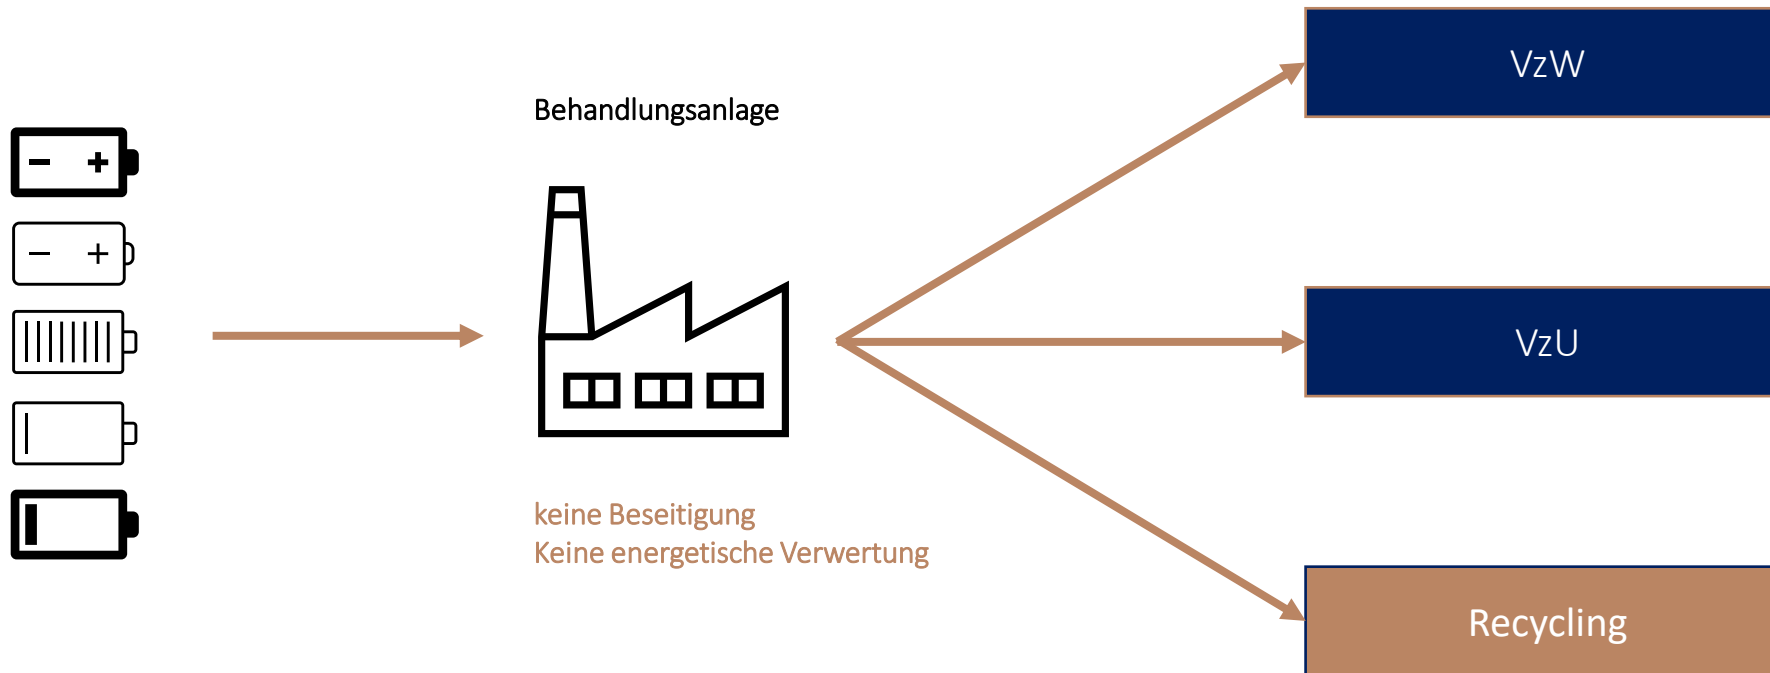 VzW
Behandlungsanlage
VzU
keine Beseitigung
Keine energetische Verwertung
Recycling